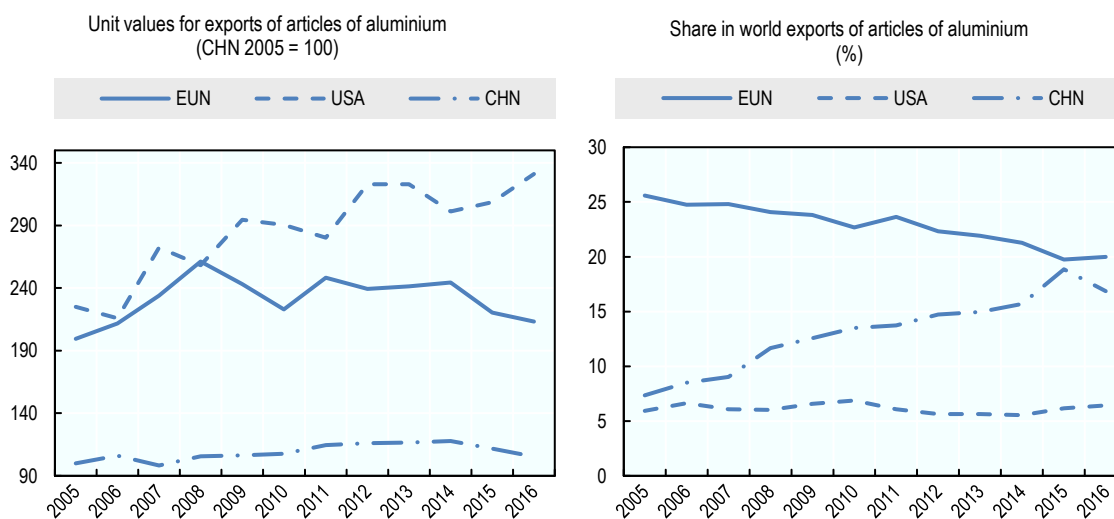 Unit values for exports of articles of aluminium
(CHN 2005 = 100)
EUN USA CHN
340
290
240
190
140
90
2005 2006 2007 2008 2009 2010 2011 2012 2013 2014 2015 2016
Share in world exports of articles of aluminium
(%)
EUN USA CHN
30
25
20
15
10
5
0
2005 2006 2007 2008 2009 2010 2011 2012 2013 2014 2015 2016